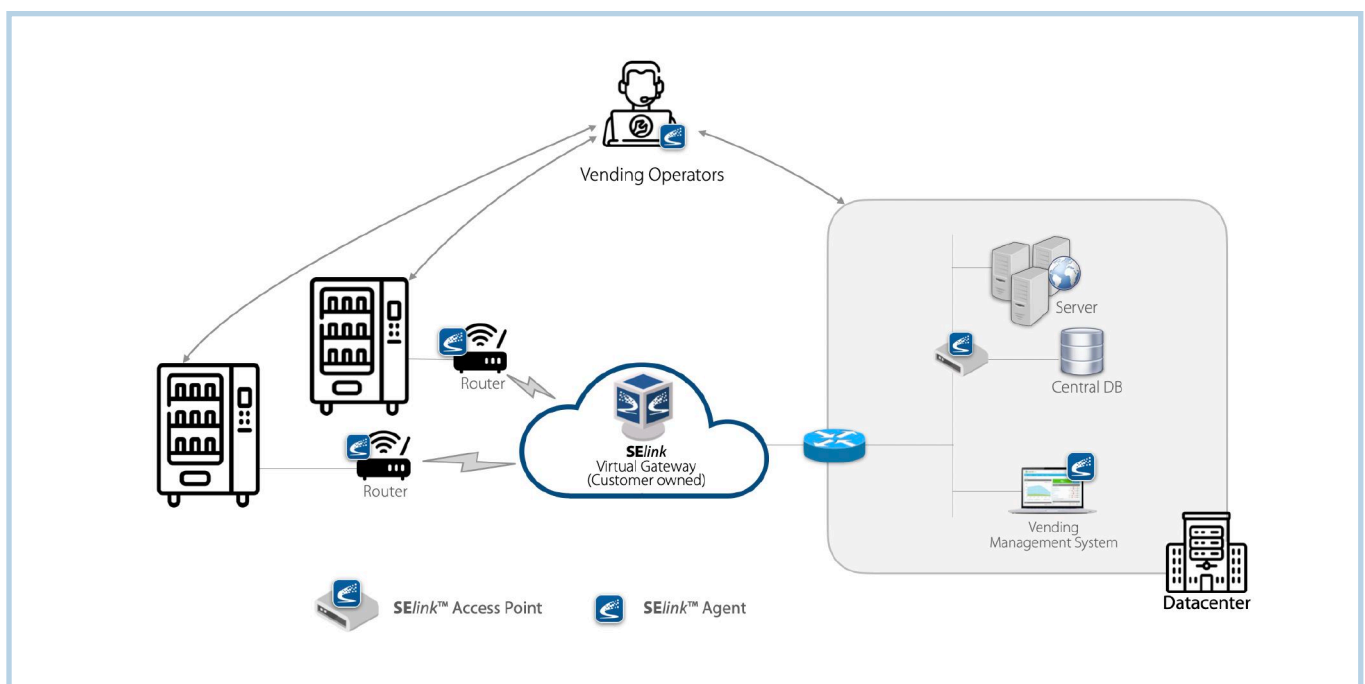 Vending Operators
Server
Router
Central DB
SElink
Virtual Gateway
(Customer owned)
Router
Vending
Management System
Datacenter
SElink™ Access Point
SElink™ Agent